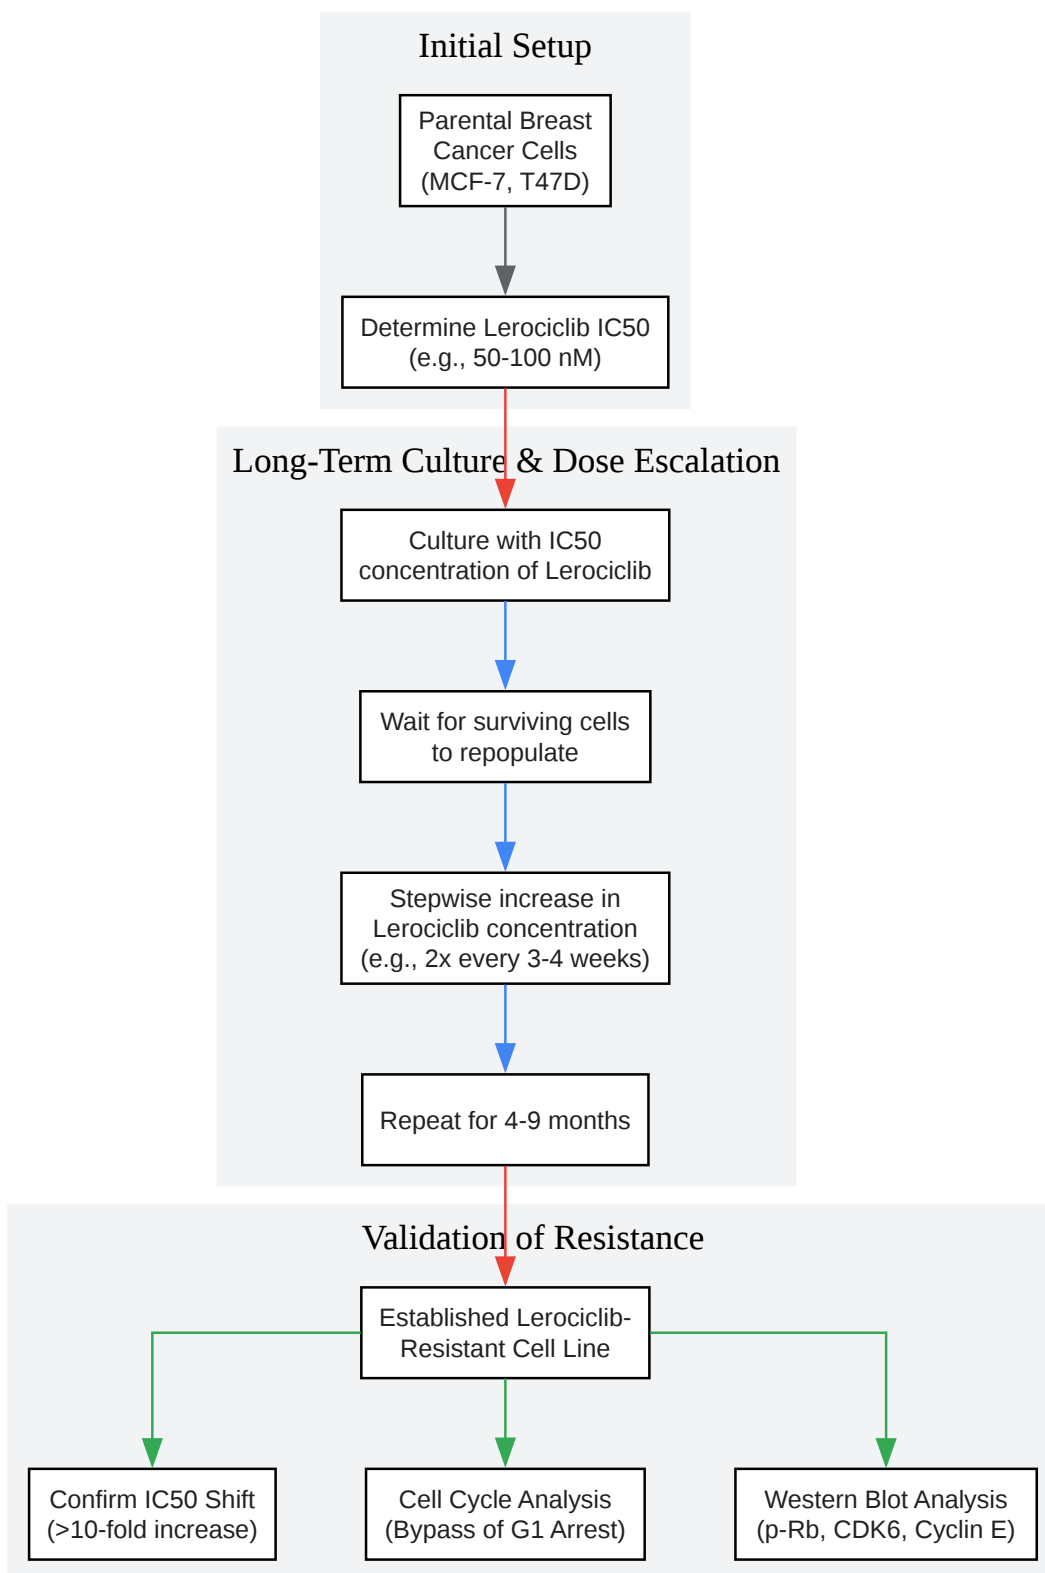 Initial Setup
Parental Breast
Cancer Cells
(MCF-7, T47D)
Determine Lerociclib IC50
(e.g., 50-100 nM)
Long-Term Culture & Dose Escalation
Culture with IC50
concentration of Lerociclib
Wait for surviving cells
to repopulate
Stepwise increase in
Lerociclib concentration
(e.g., 2x every 3-4 weeks)
Repeat for 4-9 months
Validation of Resistance
Established Lerociclib-
Resistant Cell Line
Confirm IC50 Shift
(>10-fold increase)
Cell Cycle Analysis
(Bypass of G1 Arrest)
Western Blot Analysis
(p-Rb, CDK6, Cyclin E)